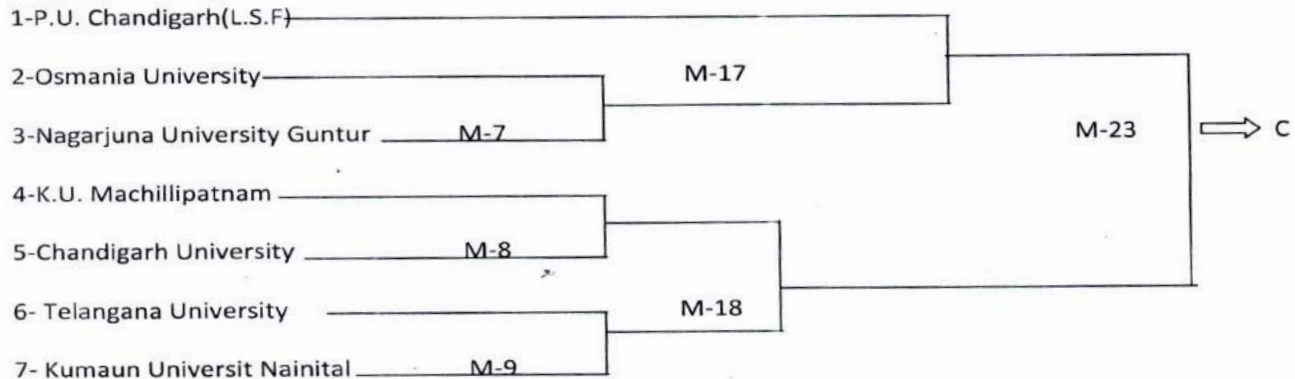 1-P.U. Chandigarh(L.S.F)
2-Osmania University
M-17
3-Nagarjuna University Guntur M-7
M-23
C
4-K.U. Machillipatnam
5-Chandigarh University M-8
6- Telangana University
M-18
7- Kumaun Universit Nainital M-9